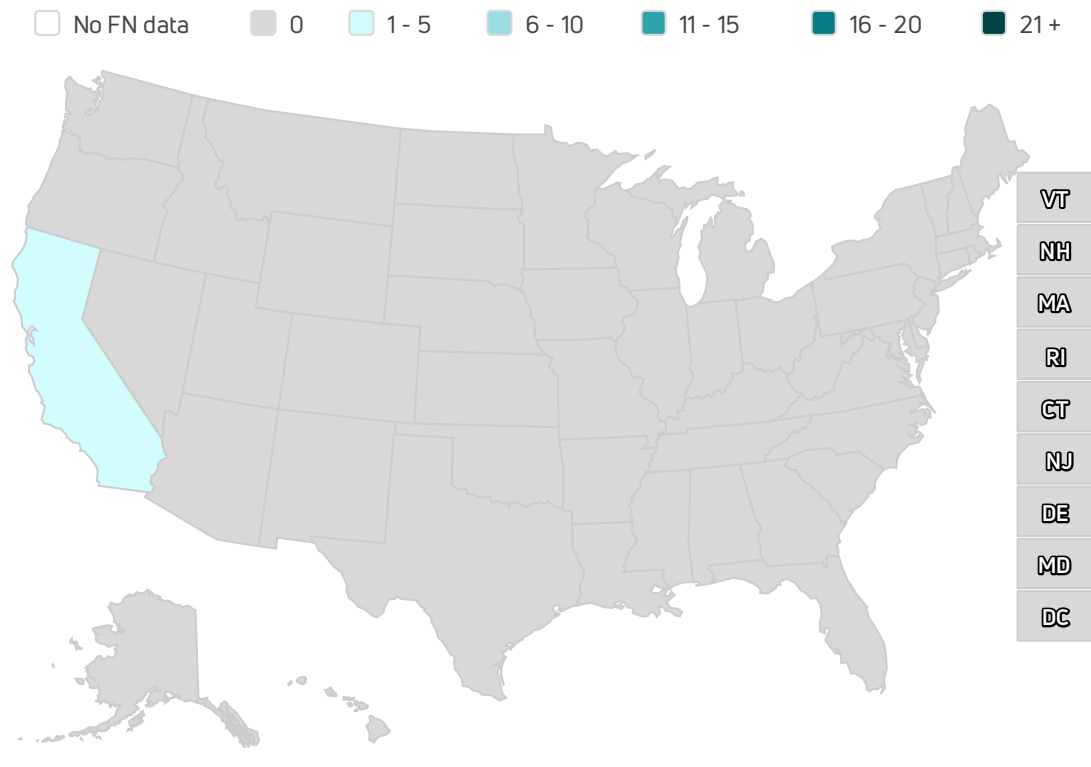 No FN data 0 1 - 5 6 - 10 11 - 15 16 - 20 21 +
VT
NH
MA
RI
CT
NJ
DE
MD
DC